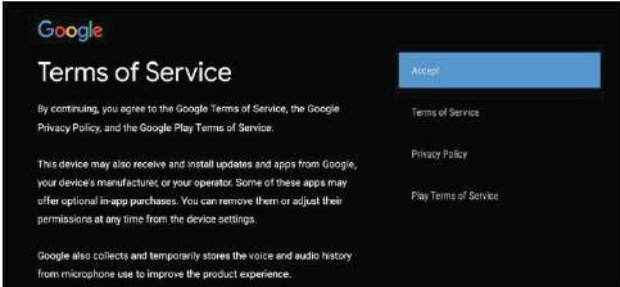 Google
Terms of Service
By continuing, you agree to the Google Terms of Service, the Google
Privacy Policy, and the Google Play Terms of Service.
This device may also receive and install updates and apps from Google,
your device's manufacturer, or your operator. Some of these apps may
offer optional in-app purchases. You can remove them or adjust their
permissions at any time from the device settings.
Google also collects and temporarily stores the voice and audio history
from microphone use to improve the product experience.
Accept
Terms of Service
Privacy Policy
Play Terms of Service